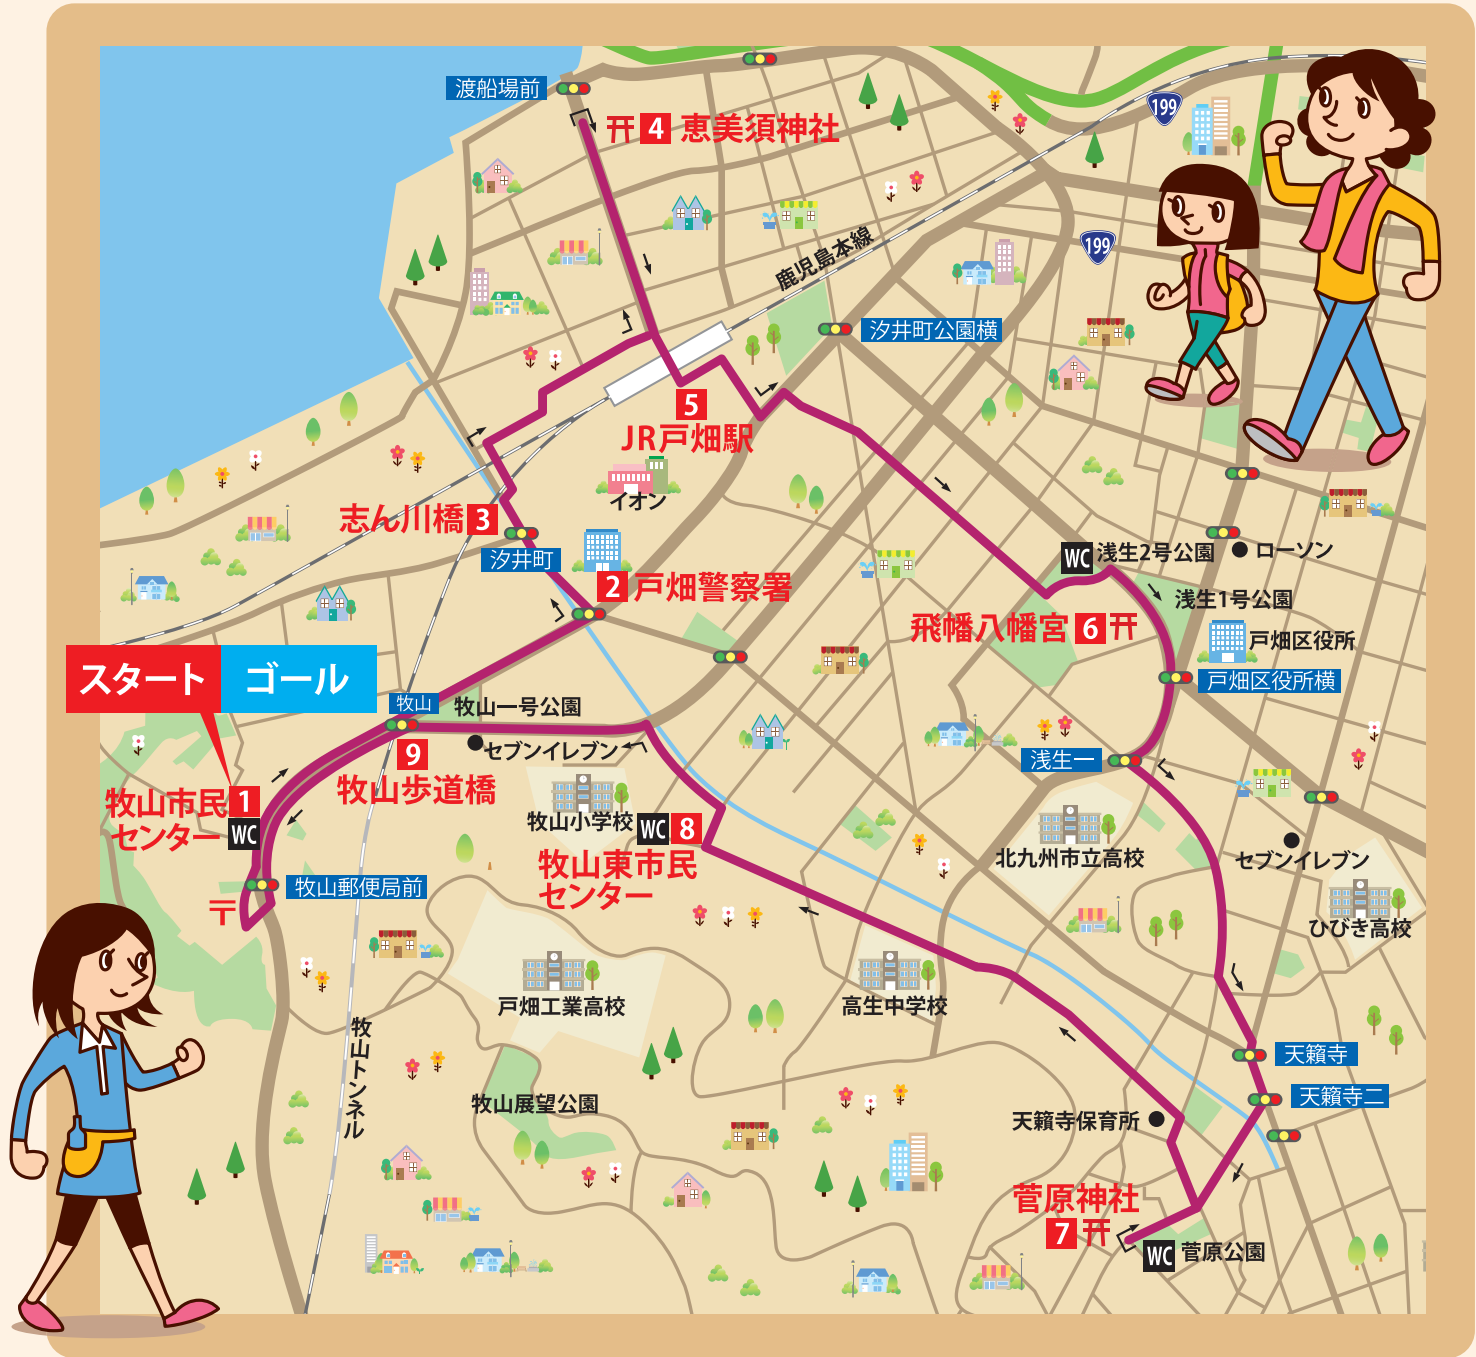 渡船場前
4 恵美須神社
199
199
鹿児島本線
汐井町公園横
5
JR戸畑駅
イオン
志ん川橋 3
汐井町
2 戸畑警察署
WC 浅生2号公園
ローソン
浅生1号公園
飛幡八幡宮 6
戸畑区役所
戸畑区役所横
スタート ゴール
牧山
牧山一号公園
セブンイレブン
9
牧山歩道橋
浅生一
牧山市民 1
センター WC
牧山小学校
WC 8
牧山東市民
センター
北九州市立高校
セブンイレブン
牧山郵便局前
〒
ひびき高校
戸畑工業高校
高生中学校
牧山トンネル
天籟寺
天籟寺二
牧山展望公園
天籟寺保育所
菅原神社
7
WC 菅原公園